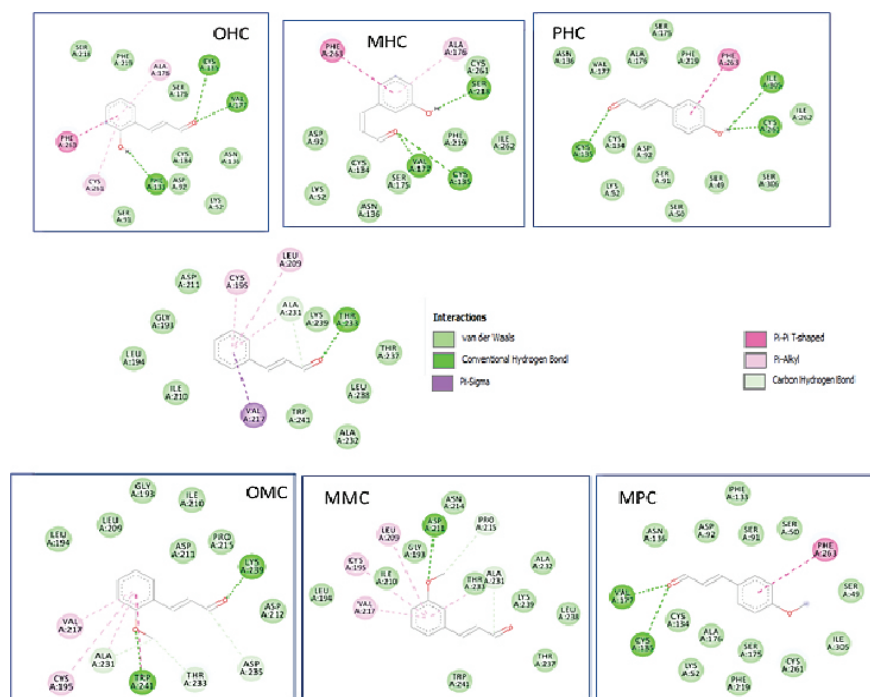 OHC
SER
A:218
PHE
A:219
ALA
A:176
CYS
A:135
SER
A:175
VAL
A:177
PHE
A:263
CYS
A:134
ASN
A:136
CYS
A:261
PHE
A:133
ASP
A:92
LYS
A:52
SER
A:91
MHC
PHE
A:263
ALA
A:176
CYS
A:261
SER
A:218
ASP
A:92
PHE
A:219
ILE
A:262
CYS
A:134
VAL
A:177
CYS
A:135
LYS
A:52
SER
A:175
ASN
A:136
PHC
SER
A:175
ASN
A:136
VAL
A:177
ALA
A:176
PHE
A:219
PHE
A:263
ILE
A:305
ILE
A:262
CYS
A:261
CYS
A:135
CYS
A:134
ASP
A:92
LYS
A:52
SER
A:91
SER
A:49
SER
A:306
SER
A:50
LEU
A:209
ASP
A:211
CYS
A:195
ALA
A:231
LYS
A:239
THR
A:233
GLY
A:193
THR
A:237
LEU
A:194
ILE
A:210
LEU
A:238
VAL
A:217
TRP
A:241
ALA
A:232
Interactions
van der Waals
Conventional Hydrogen Bondl
Pi-Sigma
Pi-Pi T-shaped
Pi-Alkyl
Carbon Hydrogen Bond
OMC
GLY
A:193
ILE
A:210
LEU
A:194
LEU
A:209
ASP
A:211
PRO
A:215
LYS
A:239
VAL
A:217
ASP
A:212
ALA
A:231
CYS
A:195
TRP
A:241
THR
A:233
ASP
A:235
MMC
ASN
A:214
ASP
A:211
PRO
A:215
LEU
A:209
GLY
A:193
CYS
A:195
ILE
A:210
THR
A:233
ALA
A:231
ALA
A:232
LEU
A:194
VAL
A:217
LYS
A:239
LEU
A:238
THR
A:237
TRP
A:241
MPC
PHE
A:133
ASN
A:136
ASP
A:92
SER
A:91
SER
A:50
PHE
A:263
VAL
A:177
SER
A:49
CYS
A:135
CYS
A:134
ALA
A:176
SER
A:175
CYS
A:261
ILE
A:305
LYS
A:52
PHE
A:219